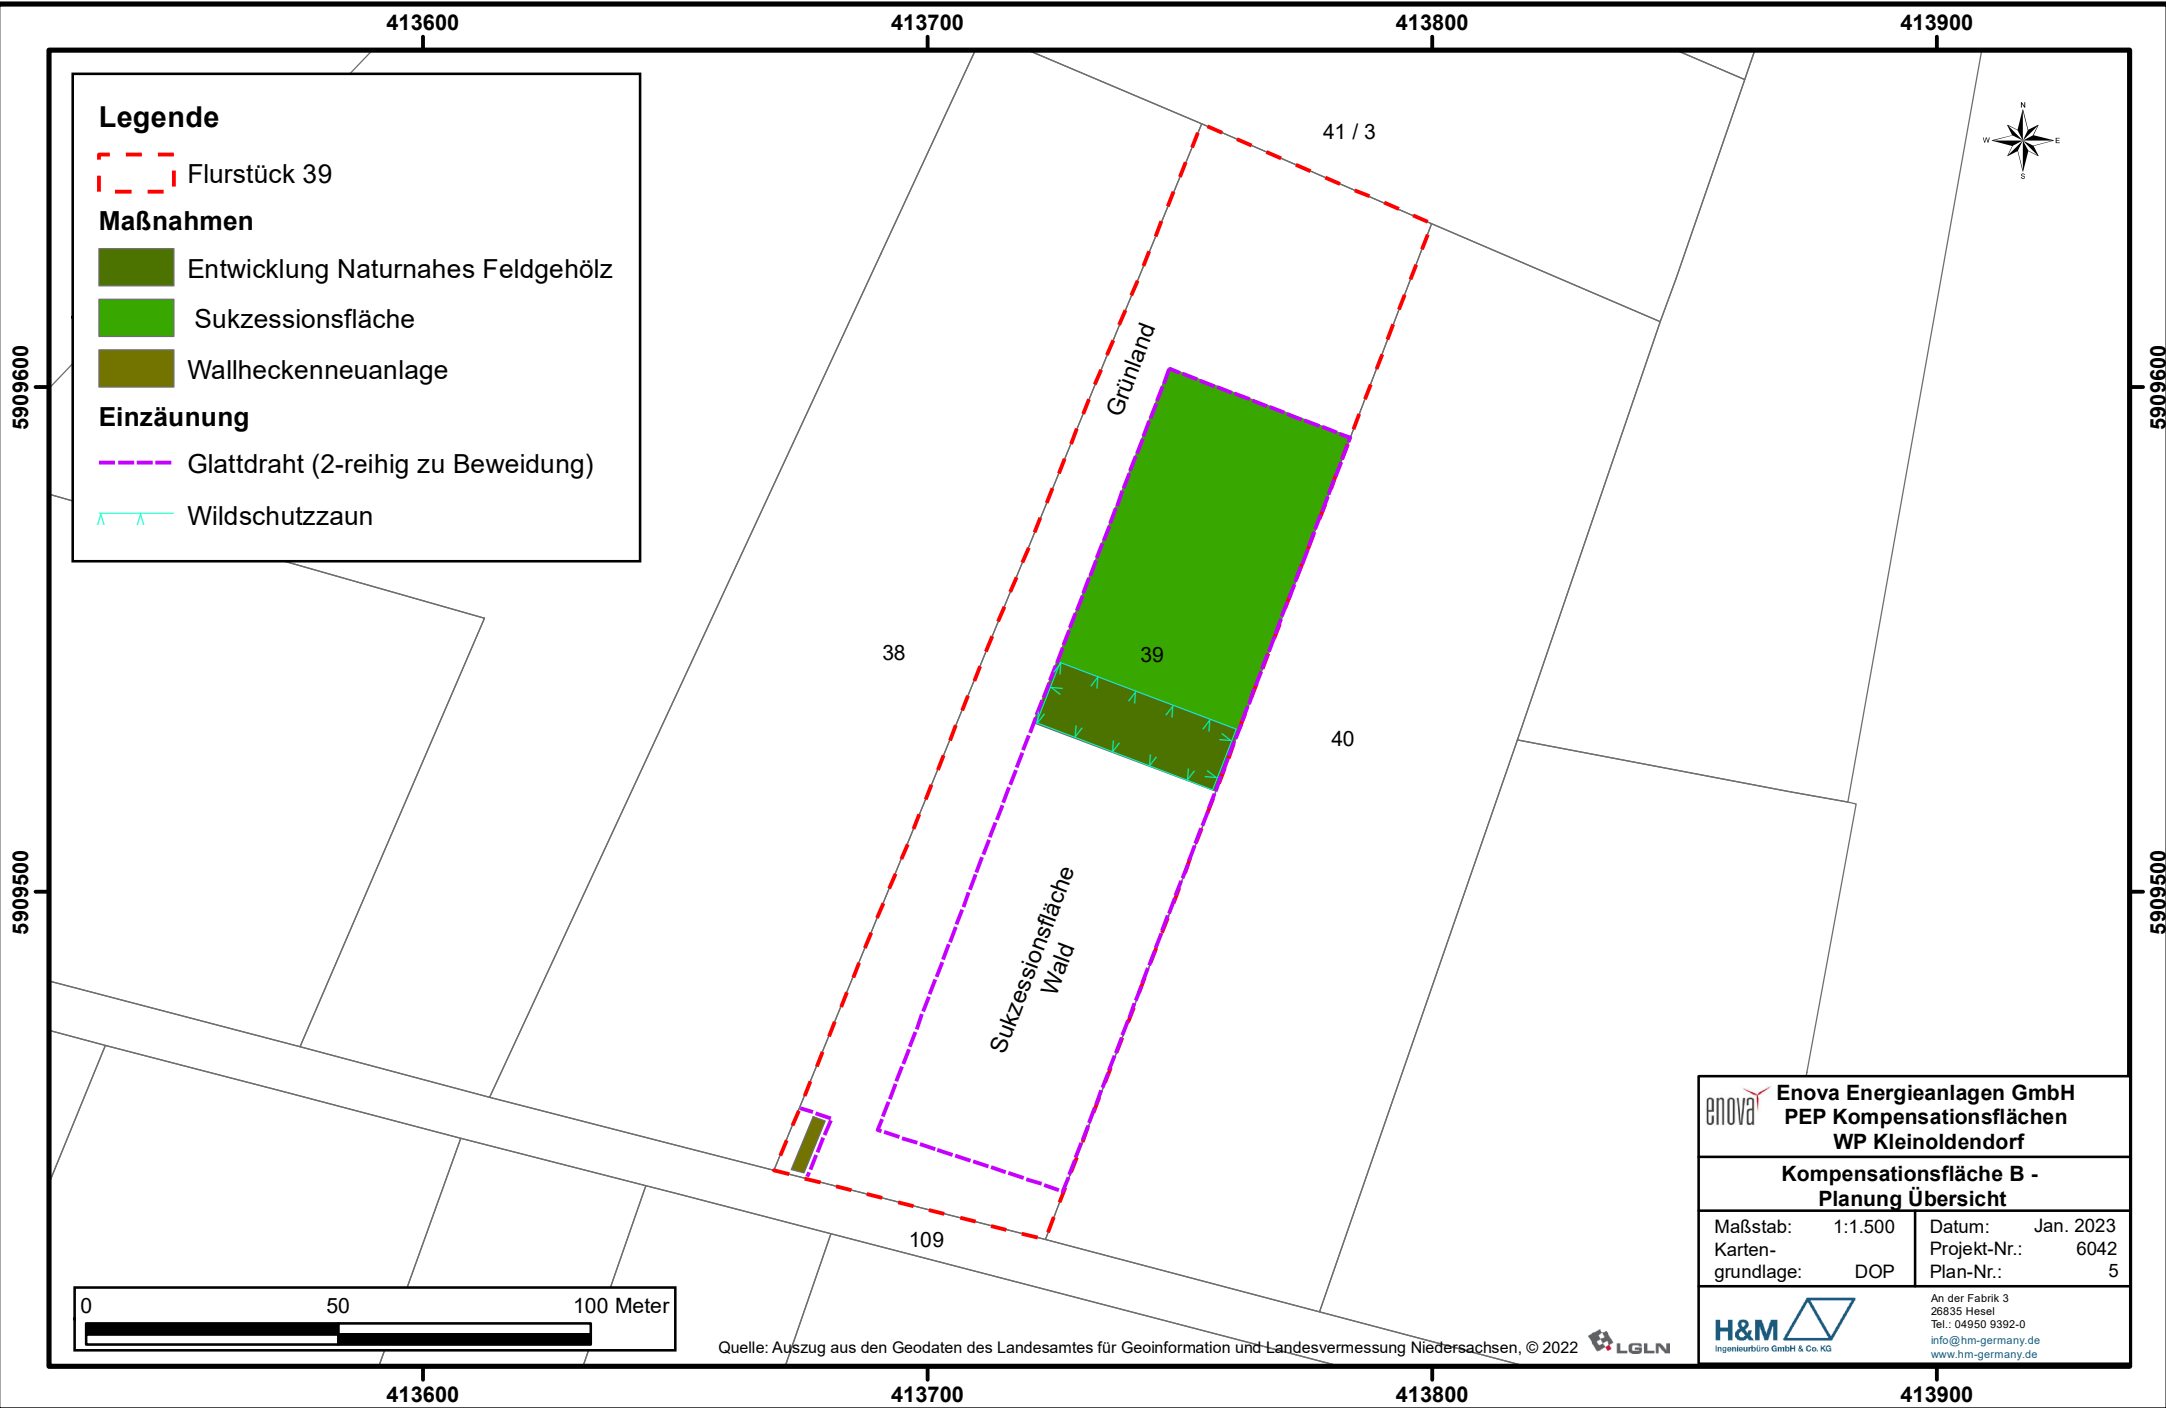 413600
413700
413800
413900
Legende
Flurstück 39
Maßnahmen
Entwicklung Naturnahes Feldgehölz
Sukzessionsfläche
Wallheckenneuanlage
Einzäunung
Glattdraht (2-reihig zu Beweidung)
Wildschutzzaun
41 / 3
N
W
E
S
5909600
5909600
Grünland
38
39
40
5909500
5909500
Sukzessionsfläche
Wald
109
enova
Enova Energieanlagen GmbH
PEP Kompensationsflächen
WP Kleinoldendorf
Kompensationsfläche B -
Planung Übersicht
Maßstab: 1:1.500
Karten-
grundlage: DOP
Datum: Jan. 2023
Projekt-Nr.: 6042
Plan-Nr.: 5
H&M
Ingenieurbüro GmbH & Co. KG
An der Fabrik 3
26835 Hesel
Tel.: 04950 9392-0
info@hm-germany.de
www.hm-germany.de
0 50 100 Meter
Quelle: Auszug aus den Geodaten des Landesamtes für Geoinformation und Landesvermessung Niedersachsen, © 2022
LGLN
413600
413700
413800
413900